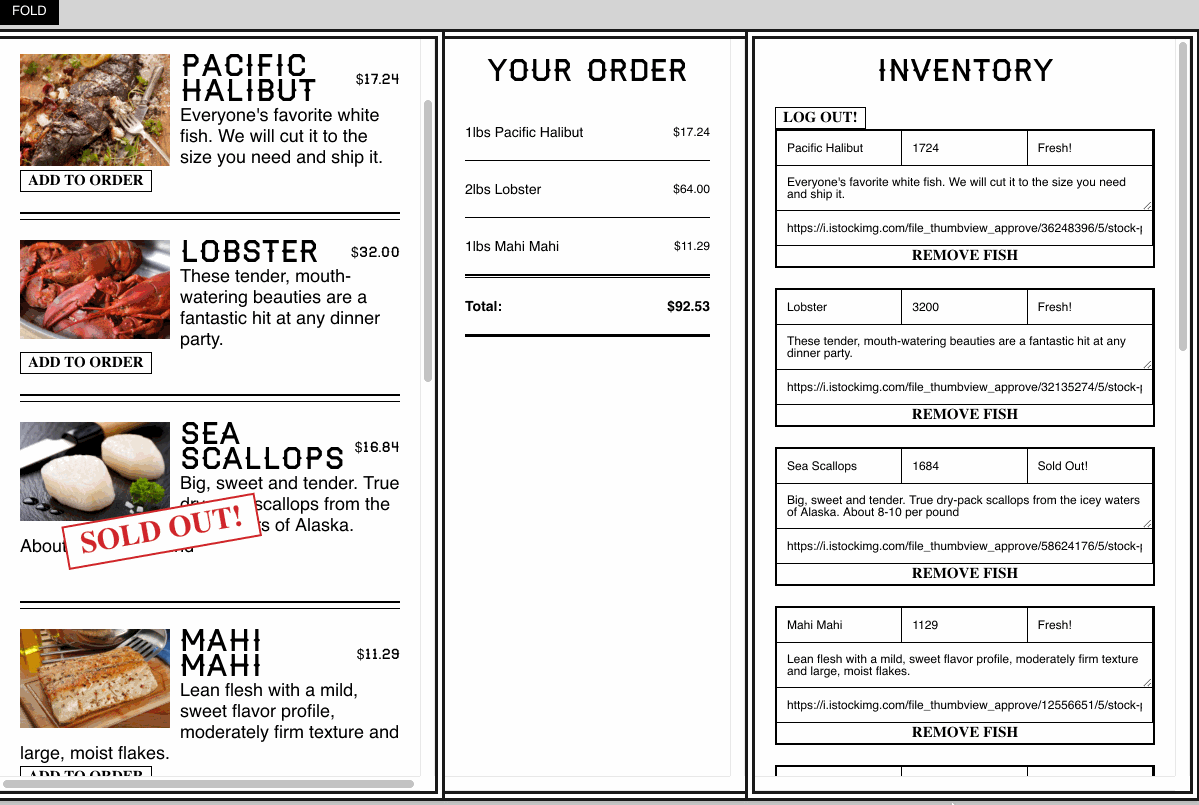 FOLD
PACIFIC
HALIBUT
$17.24
Everyone's favorite white
fish. We will cut it to the
size you need and ship it.
ADD TO ORDER
LOBSTER
$32.00
These tender, mouth-
watering beauties are a
fantastic hit at any dinner
party.
ADD TO ORDER
SEA
SCALLOPS
$16.84
Big, sweet and tender. True
scallops from the
of Alaska.
About
SOLD OUT!
MAHI
MAHI
$11.29
Lean flesh with a mild,
sweet flavor profile,
moderately firm texture and
large, moist flakes.
ADD TO ORDER
YOUR ORDER
1lbs Pacific Halibut $17.24
2lbs Lobster $64.00
1lbs Mahi Mahi $11.29
Total: $92.53
INVENTORY
LOG OUT!
Pacific Halibut 1724 Fresh!
Everyone's favorite white fish. We will cut it to the size you need
and ship it.
https://i.istockimg.com/file_thumbview_approve/36248396/5/stock-p
REMOVE FISH
Lobster 3200 Fresh!
These tender, mouth-watering beauties are a fantastic hit at any
dinner party.
https://i.istockimg.com/file_thumbview_approve/32135274/5/stock-p
REMOVE FISH
Sea Scallops 1684 Sold Out!
Big, sweet and tender. True dry-pack scallops from the icey waters
of Alaska. About 8-10 per pound
https://i.istockimg.com/file_thumbview_approve/58624176/5/stock-p
REMOVE FISH
Mahi Mahi 1129 Fresh!
Lean flesh with a mild, sweet flavor profile, moderately firm texture
and large, moist flakes.
https://i.istockimg.com/file_thumbview_approve/12556651/5/stock-p
REMOVE FISH